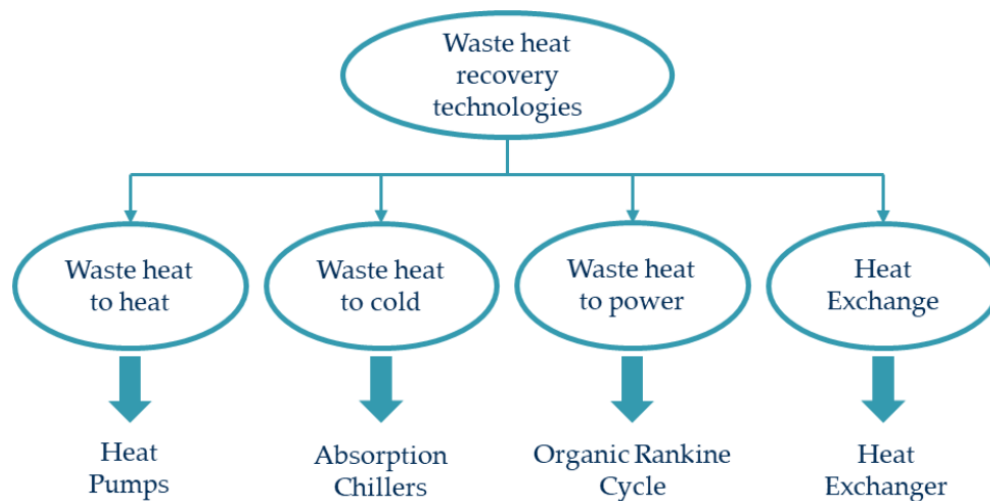 Waste heat
recovery
technologies
Waste heat
to heat
Waste heat
to cold
Waste heat
to power
Heat
Exchange
Heat
Pumps
Absorption
Chillers
Organic Rankine
Cycle
Heat
Exchanger